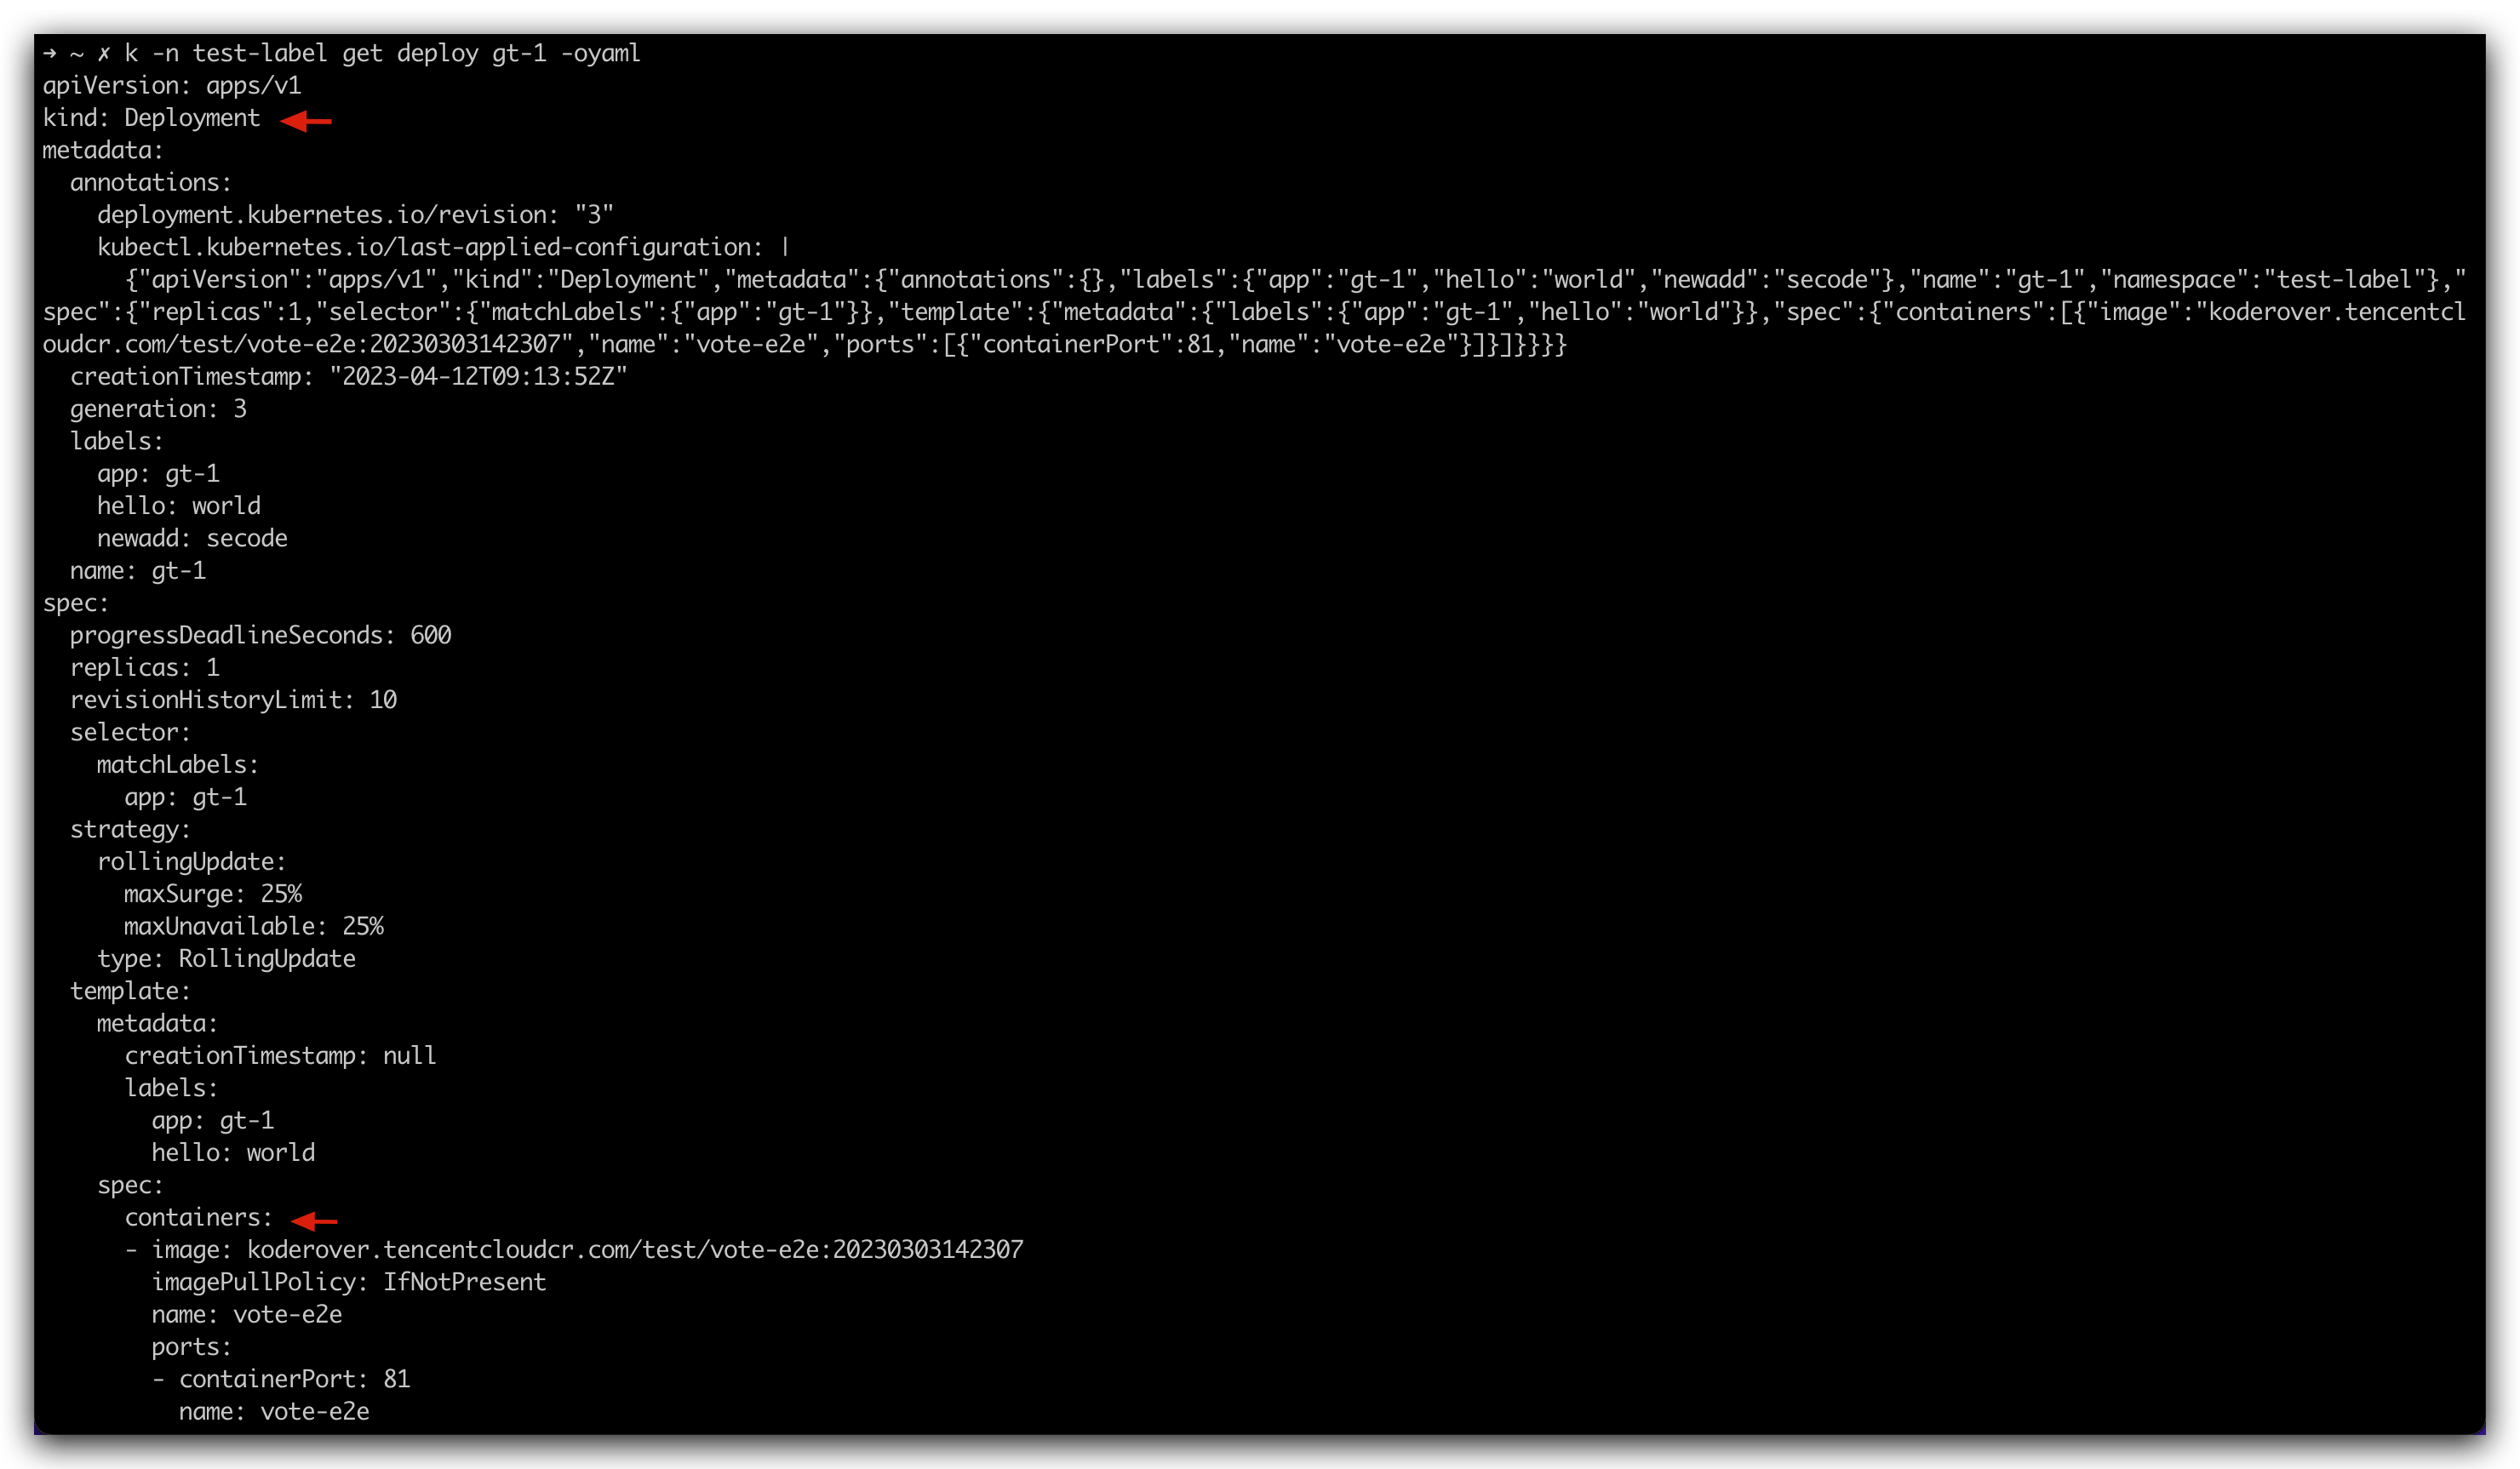 → ~ ✗ k -n test-label get deploy gt-1 -oyaml
apiVersion: apps/v1
kind: Deployment
metadata:
  annotations:
    deployment.kubernetes.io/revision: "3"
    kubectl.kubernetes.io/last-applied-configuration: |
      {"apiVersion":"apps/v1","kind":"Deployment","metadata":{"annotations":{},"labels":{"app":"gt-1","hello":"world","newadd":"secode"},"name":"gt-1","namespace":"test-label"},"
spec":{"replicas":1,"selector":{"matchLabels":{"app":"gt-1"}},"template":{"metadata":{"labels":{"app":"gt-1","hello":"world"}},"spec":{"containers":[{"image":"koderover.tencentcl
oudcr.com/test/vote-e2e:20230303142307","name":"vote-e2e","ports":[{"containerPort":81,"name":"vote-e2e"}]}]}}}}
  creationTimestamp: "2023-04-12T09:13:52Z"
  generation: 3
  labels:
    app: gt-1
    hello: world
    newadd: secode
  name: gt-1
spec:
  progressDeadlineSeconds: 600
  replicas: 1
  revisionHistoryLimit: 10
  selector:
    matchLabels:
      app: gt-1
  strategy:
    rollingUpdate:
      maxSurge: 25%
      maxUnavailable: 25%
    type: RollingUpdate
  template:
    metadata:
      creationTimestamp: null
      labels:
        app: gt-1
        hello: world
    spec:
      containers:
      - image: koderover.tencentcloudcr.com/test/vote-e2e:20230303142307
        imagePullPolicy: IfNotPresent
        name: vote-e2e
        ports:
        - containerPort: 81
          name: vote-e2e